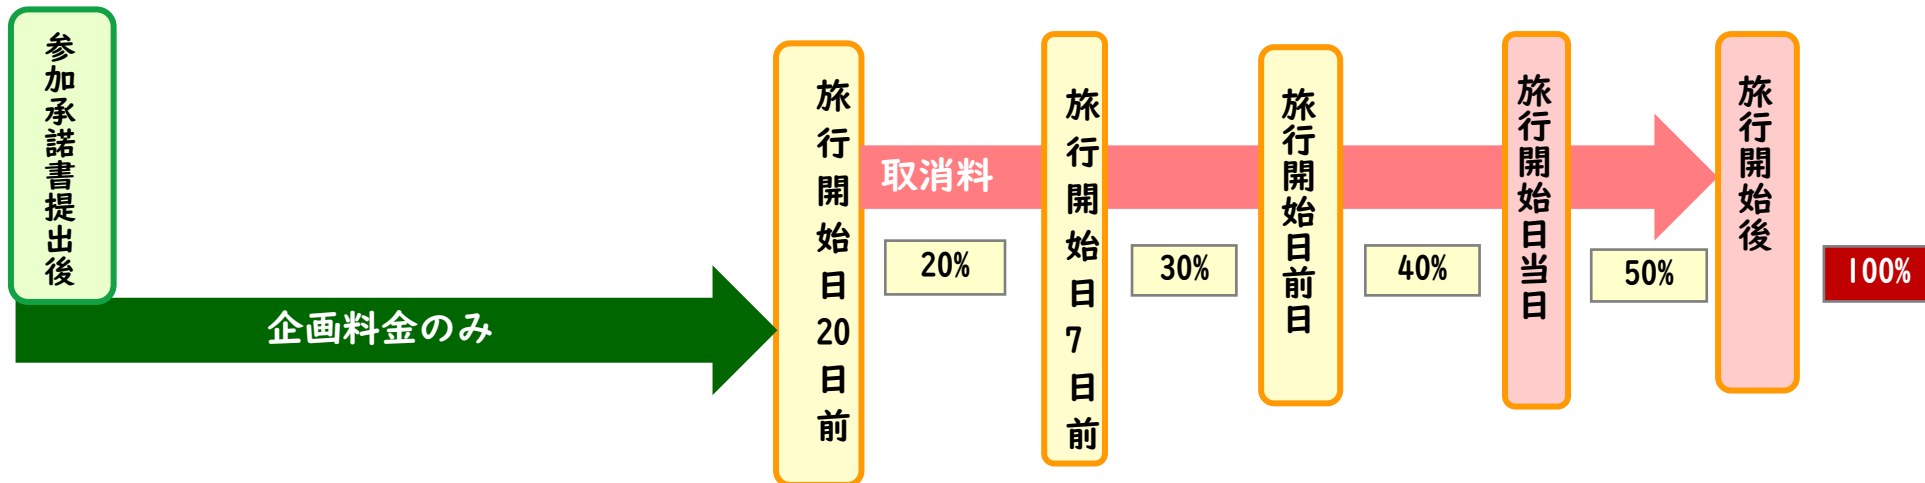 参加承諾書提出後
企画料金のみ
旅行開始日20日前
取消料
20%
旅行開始日7日前
30%
旅行開始日前日
40%
旅行開始日当日
50%
旅行開始後
100%